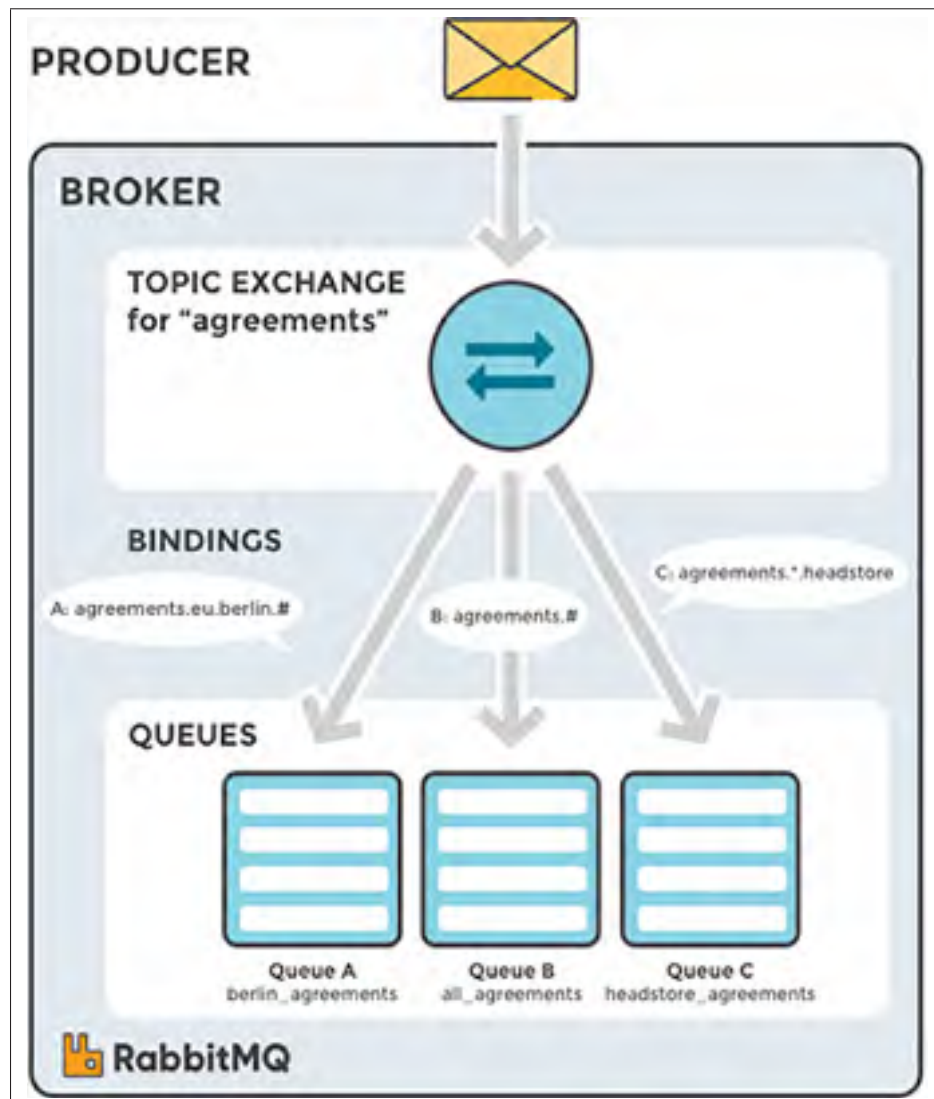 PRODUCER
BROKER
TOPIC EXCHANGE
for “agreements”
BINDINGS
C: agreements.*.headstore
A: agreements.eu.berlin.#
B: agreements.#
QUEUES
Queue A
berlin_agreements
Queue B
all_agreements
Queue C
headstore_agreements
RabbitMQ